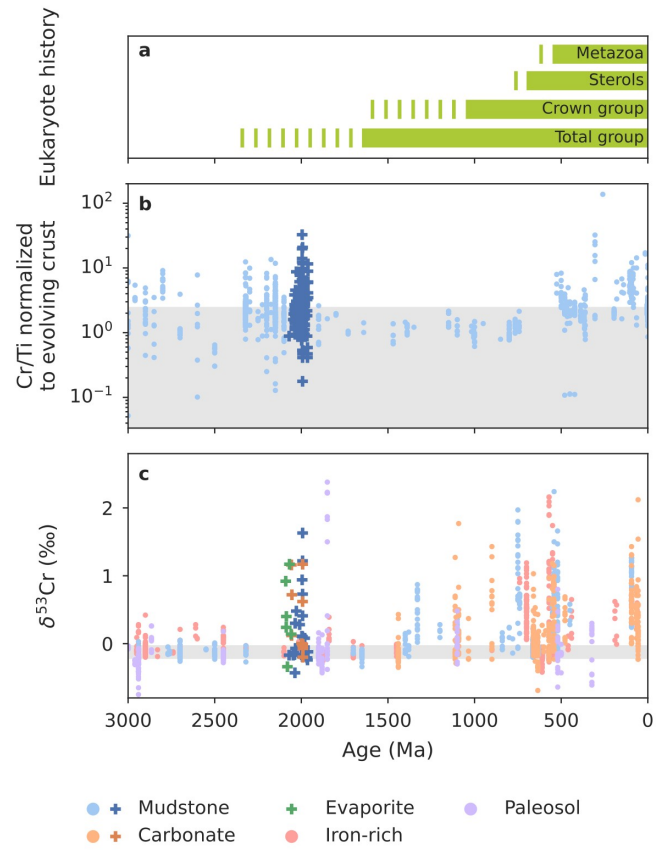 Eukaryote history
a
Metazoa
Sterols
Crown group
Total group
Cr/Ti normalized
to evolving crust
b
10²
10¹
10⁰
10⁻¹
δ⁵³Cr (‰)
c
2
1
0
3000 2500 2000 1500 1000 500 0
Age (Ma)
Mudstone Evaporite Paleosol
Carbonate Iron-rich